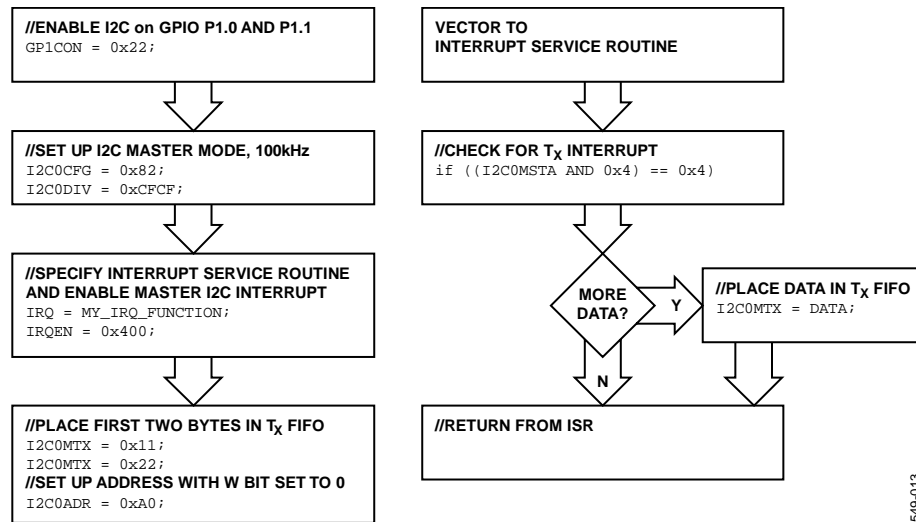 //ENABLE I2C on GPIO P1.0 AND P1.1
GP1CON = 0x22;
//SET UP I2C MASTER MODE, 100kHz
I2C0CFG = 0x82;
I2C0DIV = 0xCFCF;
//SPECIFY INTERRUPT SERVICE ROUTINE
AND ENABLE MASTER I2C INTERRUPT
IRQ = MY_IRQ_FUNCTION;
IRQEN = 0x400;
//PLACE FIRST TWO BYTES IN TX FIFO
I2C0MTX = 0x11;
I2C0MTX = 0x22;
//SET UP ADDRESS WITH W BIT SET TO 0
I2C0ADR = 0xA0;
VECTOR TO
INTERRUPT SERVICE ROUTINE
//CHECK FOR TX INTERRUPT
if ((I2C0MSTA AND 0x4) == 0x4)
MORE
DATA?
Y
//PLACE DATA IN TX FIFO
I2C0MTX = DATA;
N
//RETURN FROM ISR